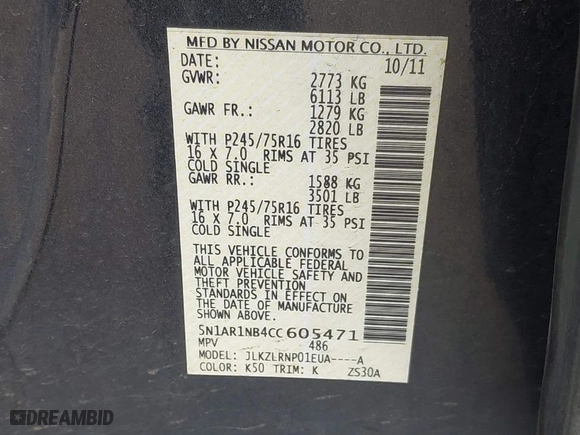 MFD BY NISSAN MOTOR CO., LTD.
DATE: 10/11
GVWR: 2773 KG
6113 LB
GAWR FR.: 1279 KG
2820 LB
WITH P245/75R16 TIRES
16 X 7.0 RIMS AT 35 PSI
COLD SINGLE
GAWR RR.: 1588 KG
3501 LB
WITH P245/75R16 TIRES
16 X 7.0 RIMS AT 35 PSI
COLD SINGLE
THIS VEHICLE CONFORMS TO
ALL APPLICABLE FEDERAL
MOTOR VEHICLE SAFETY AND
THEFT PREVENTION
STANDARDS IN EFFECT ON
THE DATE OF MANUFACTURE
SHOWN ABOVE.
5N1AR1NB4CC605471
MPV 486
MODEL: JLKZLRNP01EUA----A
COLOR: K50 TRIM: K ZS30A
DREAMBID